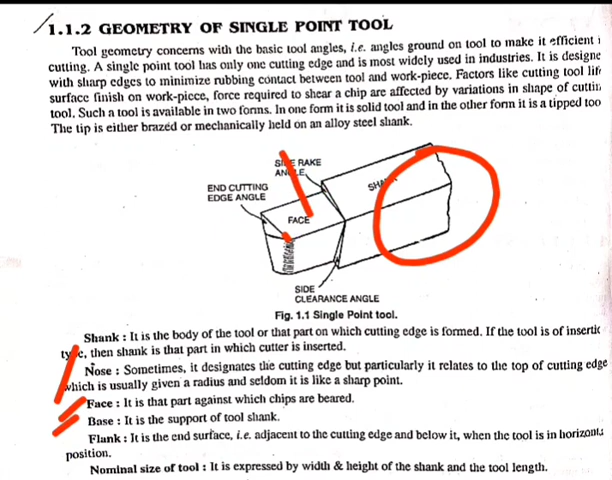 1.1.2 GEOMETRY OF SINGLE POINT TOOL
Tool geometry concerns with the basic tool angles, i.e. angles ground on tool to make it efficient i
cutting. A single point tool has only one cutting edge and is most widely used in industries. It is designe
with sharp edges to minimize rubbing contact between tool and work-piece. Factors like cutting tool life
surface finish on work-piece, force required to shear a chip are affected by variations in shape of cuttin
tool. Such a tool is available in two forms. In one form it is solid tool and in the other form it is a tipped too
The tip is either brazed or mechanically held on an alloy steel shank.
SIDE RAKE
ANGLE
END CUTTING
EDGE ANGLE
SHANK
FACE
SIDE
CLEARANCE ANGLE
Fig. 1.1 Single Point tool.
Shank : It is the body of the tool or that part on which cutting edge is formed. If the tool is of insertic
type, then shank is that part in which cutter is inserted.
Nose : Sometimes, it designates the cutting edge but particularly it relates to the top of cutting edge
which is usually given a radius and seldom it is like a sharp point.
Face : It is that part against which chips are beared.
Base : It is the support of tool shank.
Flank : It is the end surface, i.e. adjacent to the cutting edge and below it, when the tool is in horizonta
position.
Nominal size of tool : It is expressed by width & height of the shank and the tool length.